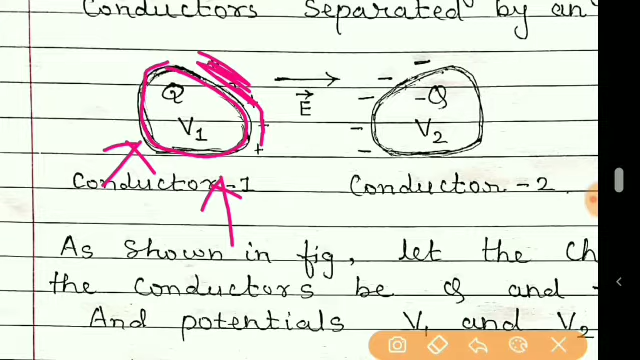 Conductors separated by an
Q
V1
E
-Q
V2
Conductor-1
Conductor-2.
As shown in fig, let the Ch
the conductors be Q and -
And potentials V1 and V2